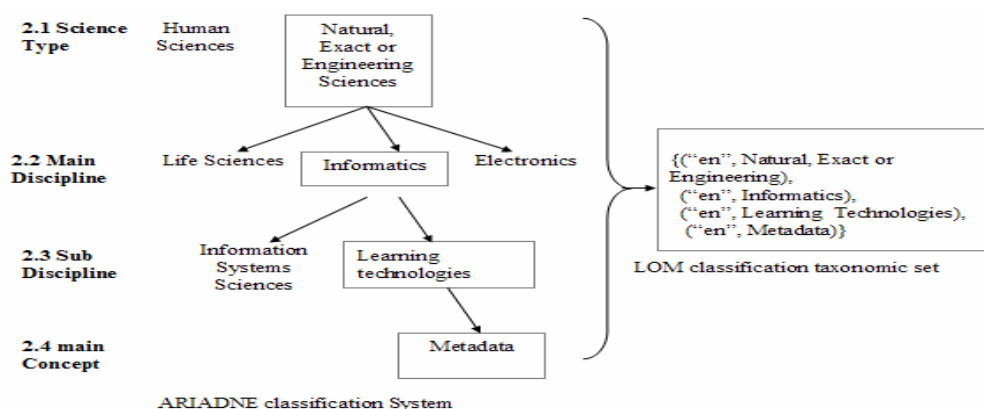 2.1 Science
Type
Human
Sciences
Natural,
Exact or
Engineering
Sciences
2.2 Main
Discipline
Life Sciences
Informatics
Electronics
{(“en”, Natural, Exact or
Engineering),
(“en”, Informatics),
(“en”, Learning Technologies),
(“en”, Metadata)}
LOM classification taxonomic set
2.3 Sub
Discipline
Information
Systems
Sciences
Learning
technologies
2.4 main
Concept
Metadata
ARIADNE classification System